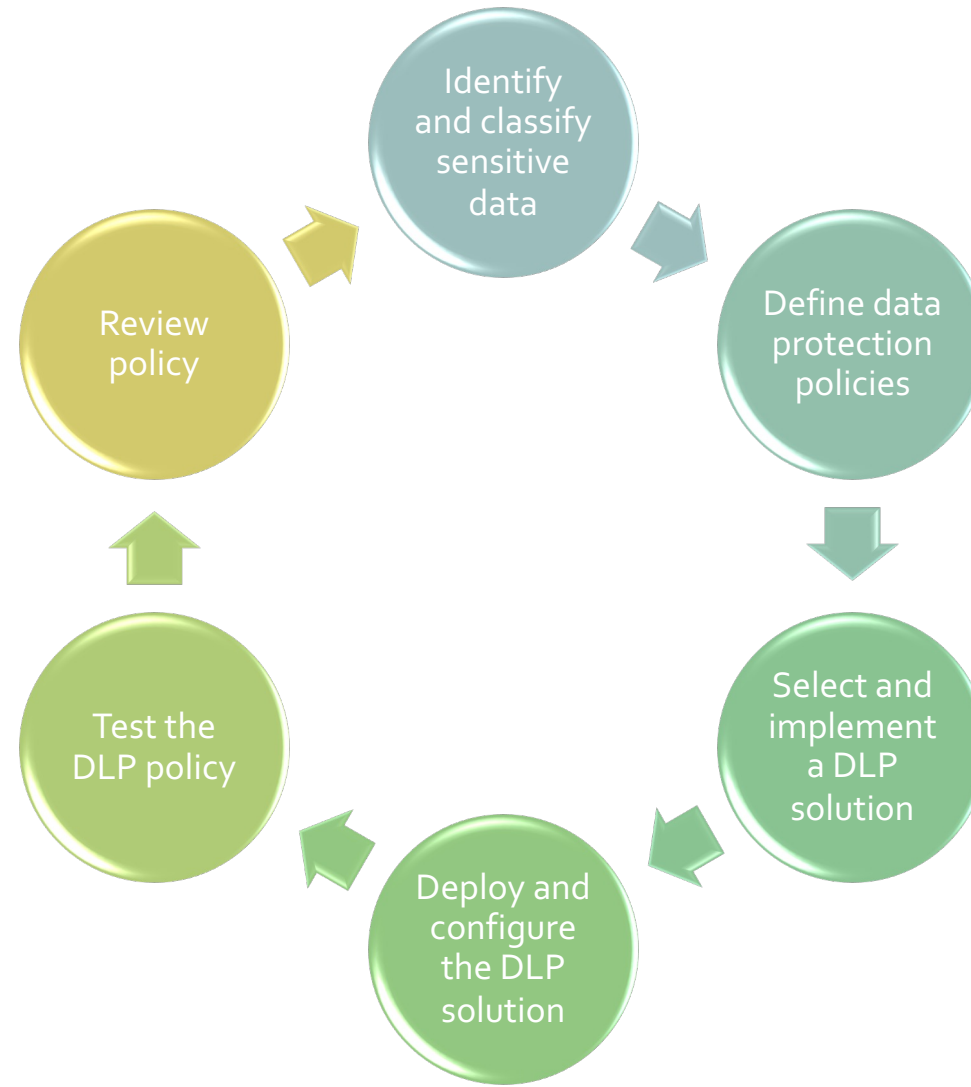 Identify
and classify
sensitive
data
Define data
protection
policies
Select and
implement
a DLP
solution
Deploy and
configure
the DLP
solution
Test the
DLP policy
Review
policy